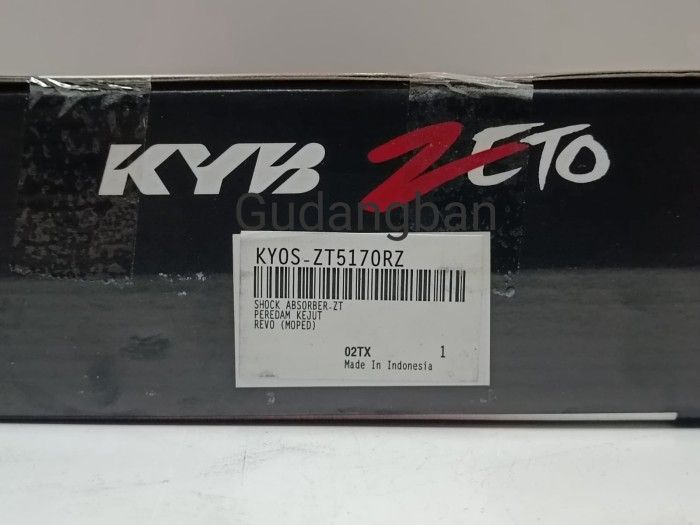 KYB ZETO
Gudangban
KYOS-ZT5170RZ
SHOCK ABSORBER-ZT
PEREDAM KEJUT
REVO (MOPED)
02TX 1
Made In Indonesia